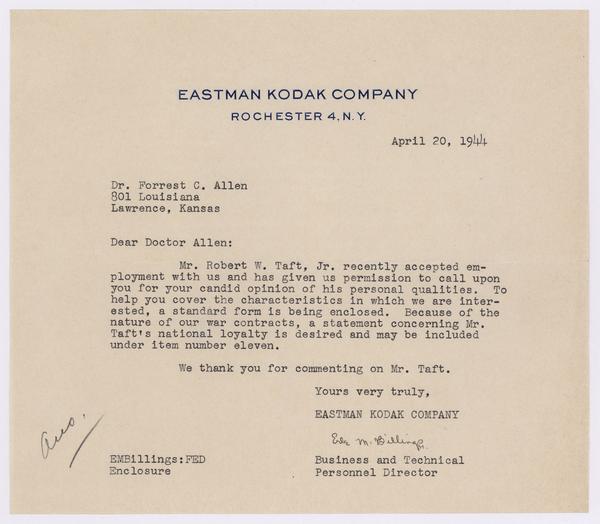 EASTMAN KODAK COMPANY
ROCHESTER 4, N.Y.
April 20, 1944
Dr. Forrest C. Allen
801 Louisiana
Lawrence, Kansas
Dear Doctor Allen:
Mr. Robert W. Taft, Jr. recently accepted em-
ployment with us and has given us permission to call upon
you for your candid opinion of his personal qualities. To
help you cover the characteristics in which we are inter-
ested, a standard form is being enclosed. Because of the
nature of our war contracts, a statement concerning Mr.
Taft's national loyalty is desired and may be included
under item number eleven.
We thank you for commenting on Mr. Taft.
Yours very truly,
EASTMAN KODAK COMPANY
M. Billings
Ans.
EMBillings:FED
Enclosure
Business and Technical
Personnel Director